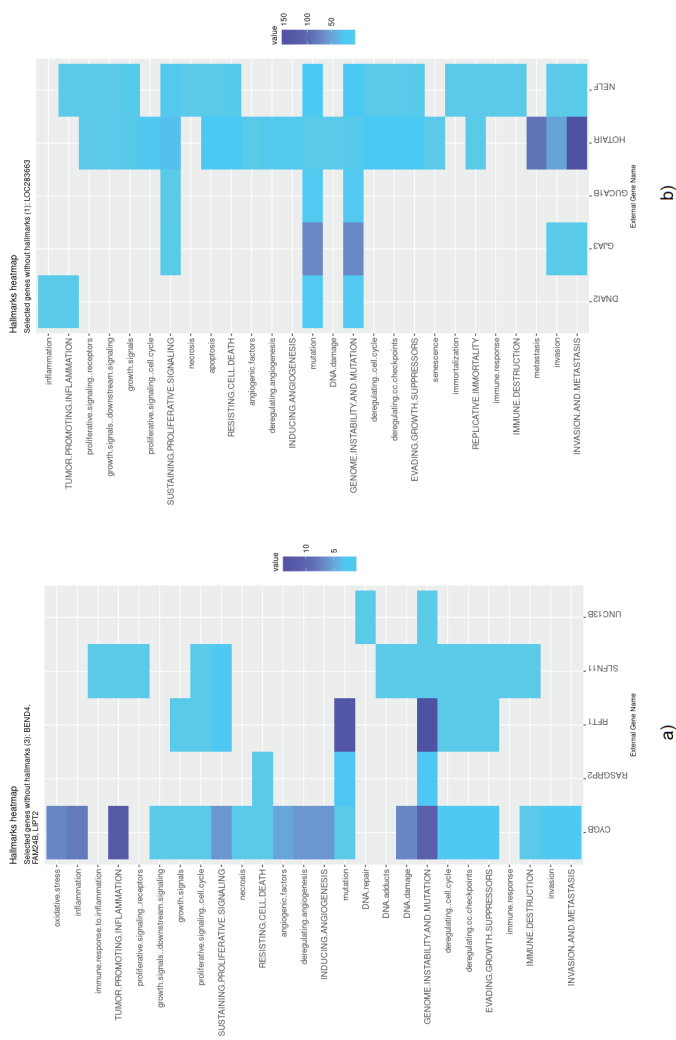 Hallmarks heatmap
Selected genes without hallmarks (1): LOC283663
inflammation
TUMOR.PROMOTING.INFLAMMATION
proliferative.signaling..receptors
growth.signals..downstream.signaling
growth.signals
proliferative.signaling..cell.cycle
SUSTAINING.PROLIFERATIVE.SIGNALING
necrosis
apoptosis
RESISTING.CELL.DEATH
angiogenic.factors
deregulating.angiogenesis
INDUCING.ANGIOGENESIS
mutation
DNA.damage
GENOME.INSTABILITY.AND.MUTATION
deregulating..cell.cycle
deregulating.cc.checkpoints
EVADING.GROWTH.SUPPRESSORS
senescence
immortalization
REPLICATIVE.IMMORTALITY
immune.response
IMMUNE.DESTRUCTION
metastasis
invasion
INVASION.AND.METASTASIS
DNAI2
GJA3
GUCA1B
HOTAIR
NELF
External Gene Name
value
150
100
50
b)
Hallmarks heatmap
Selected genes without hallmarks (3): BEND4,
FAM24B, LIPT2
oxidative.stress
inflammation
immune.response.to.inflammation
TUMOR.PROMOTING.INFLAMMATION
proliferative.signaling..receptors
growth.signals..downstream.signaling
growth.signals
proliferative.signaling..cell.cycle
SUSTAINING.PROLIFERATIVE.SIGNALING
necrosis
RESISTING.CELL.DEATH
angiogenic.factors
deregulating.angiogenesis
INDUCING.ANGIOGENESIS
mutation
DNA.repair
DNA.adducts
DNA.damage
GENOME.INSTABILITY.AND.MUTATION
deregulating..cell.cycle
deregulating.cc.checkpoints
EVADING.GROWTH.SUPPRESSORS
immune.response
IMMUNE.DESTRUCTION
invasion
INVASION.AND.METASTASIS
CYGB
RASGRP2
RFT1
SLFN11
UNC13B
External Gene Name
value
10
5
a)